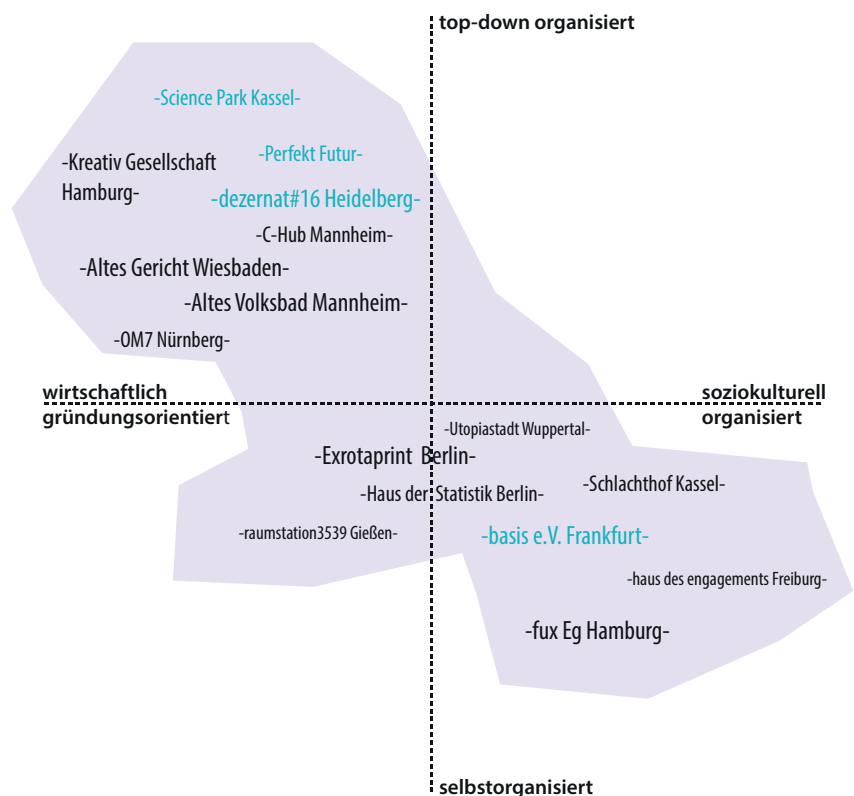 top-down organisiert
-Science Park Kassel-
-Perfekt Futur-
-Kreativ Gesellschaft
Hamburg-
-dezernat#16 Heidelberg-
-C-Hub Mannheim-
-Altes Gericht Wiesbaden-
-Altes Volksbad Mannheim-
-OM7 Nürnberg-
wirtschaftlich
gründungsorientiert
soziokulturell
organisiert
-Utopiastadt Wuppertal-
-Exrotaprint Berlin-
-Schlachthof Kassel-
-Haus der Statistik Berlin-
-raumstation3539 Gießen-
-basis e.V. Frankfurt-
-haus des engagements Freiburg-
-fux Eg Hamburg-
selbstorganisiert